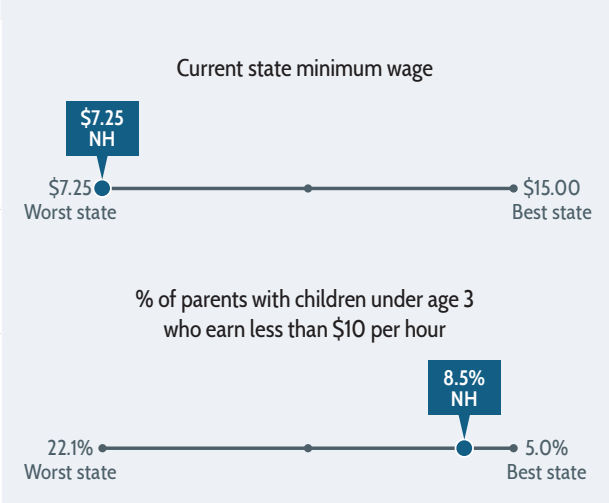 Current state minimum wage
$7.25
NH
$7.25 $15.00
Worst state Best state
% of parents with children under age 3
who earn less than $10 per hour
8.5%
NH
22.1% 5.0%
Worst state Best state